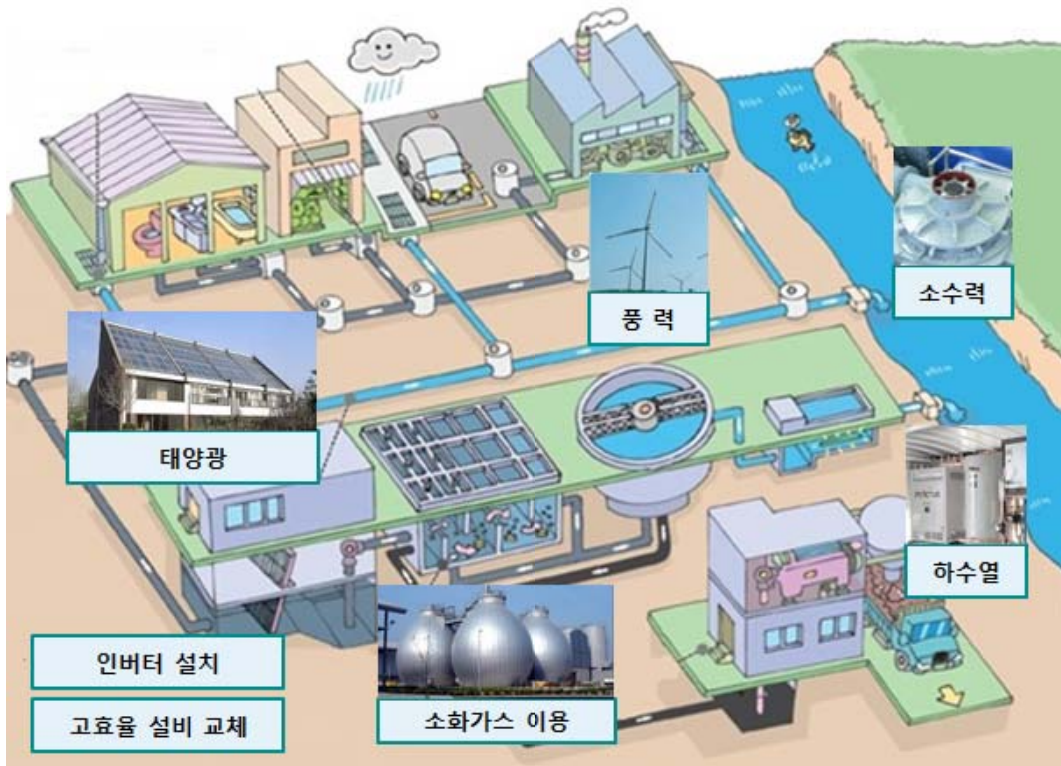 소수력
풍 력
태양광
하수열
인버터 설치
고효율 설비 교체
소화가스 이용